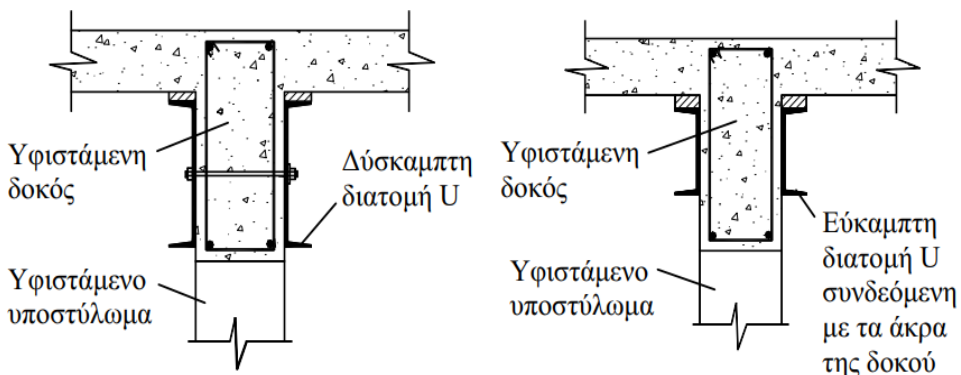 Υφιστάμενη
δοκός
Δύσκαμπτη
διατομή U
Υφιστάμενο
υποστύλωμα
Υφιστάμενη
δοκός
Εύκαμπτη
διατομή U
συνδεόμενη
με τα άκρα
της δοκού
Υφιστάμενο
υποστύλωμα